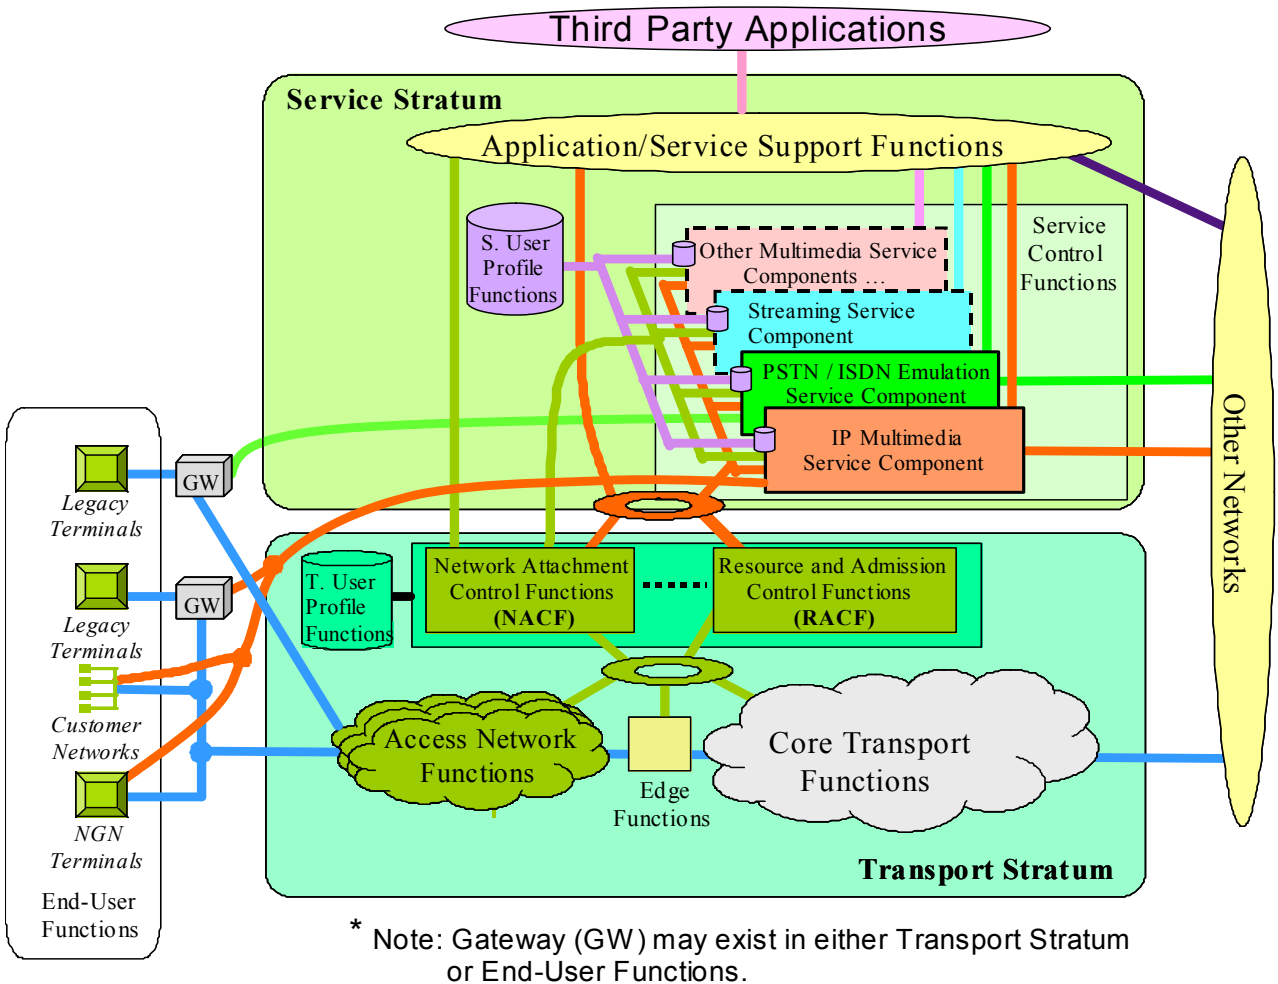 Third Party Applications
Service Stratum
Application/Service Support Functions
S. User
Profile
Functions
Service
Control
Functions
Other Multimedia Service
Components ...
Streaming Service
Component
PSTN / ISDN Emulation
Service Component
IP Multimedia
Service Component
Other Networks
GW
Legacy
Terminals
GW
Legacy
Terminals
Customer
Networks
NGN
Terminals
End-User
Functions
T. User
Profile
Functions
Network Attachment
Control Functions
(NACF)
Resource and Admission
Control Functions
(RACF)
Access Network
Functions
Edge
Functions
Core Transport
Functions
Transport Stratum
* Note: Gateway (GW) may exist in either Transport Stratum
or End-User Functions.